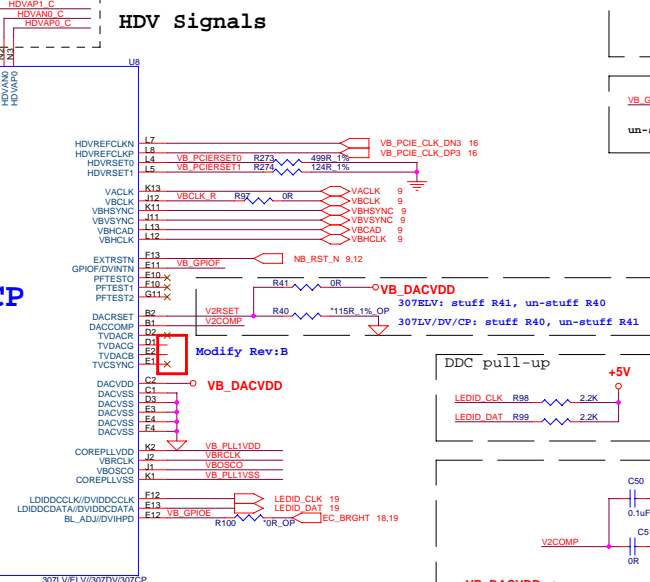 HDVAP1_C
HDVAN0_C
HDVAP0_C
HDV Signals
N2
N3
HDVAN0
HDVAP0
U8
HDVREFCLKN L7 VB_PCIE_CLK_DN3 16
HDVREFCLKP L8 VB_PCIE_CLK_DP3 16
HDVRSET0 L4 VB_PCIERSET0 R273 499R_1%
HDVRSET1 L5 VB_PCIERSET1 R274 124R_1%
VACLK K13 VACLK 9
VBCLK J12 VBCLK_R R97 0R VBCLK 9
VBHSYNC K11 VBHSYNC 9
VBVSYNC J11 VBVSYNC 9
VBHCAD L13 VBCAD 9
VBHCLK L12 VBHCLK 9
EXTRSTN F13 NB_RST_N 9,12
GPIOF/DVINTN E11 VB_GPIOF
PFTESTO E10
PFTEST1 F10
PFTEST2 G11
R41 0R VB_DACVDD
307ELV: stuff R41, un-stuff R40
DACRSET B2 V2RSET R40 *115R_1%_OP
DACCOMP B1 V2COMP
307LV/DV/CP: stuff R40, un-stuff R41
TVDACR D2
TVDACG D1
TVDACB E2
TVCSYNC E1
Modify Rev:B
DACVDD C2 VB_DACVDD
DACVSS C1
DACVSS D3
DACVSS E3
DACVSS F4
DACVSS F4
COREPLLVDD K2 VB_PLL1VDD
VBRCLK J2 VBRCLK
VBOSCO J1 VBOSCO
COREPLLVSS K1 VB_PLL1VSS
LDIDDCCLK//DVIDDCCLK F12 LEDID_CLK 19
LDIDDCDATA//DVIDDCDATA E13 LEDID_DAT 19
BL_ADJ//DVIHPD E12 VB_GPIOE R100 *0R_OP EC_BRGHT 18,19
307LV/ELV//307DV/307CP
CP
VB_G
un-s
DDC pull-up
+5V
LEDID_CLK R98 2.2K
LEDID_DAT R99 2.2K
C50
0.1uF
V2COMP
C5
0R
VB_DACVDD